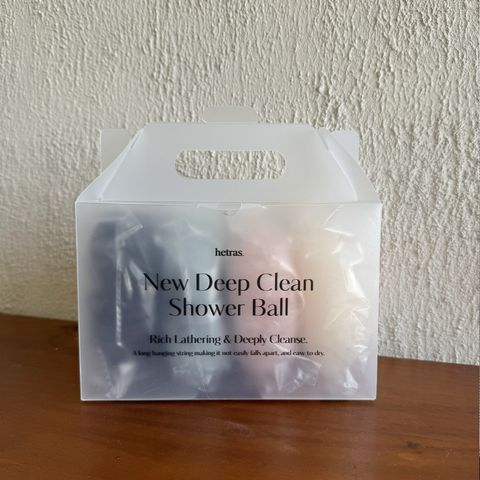 hetras.
New Deep Clean
Shower Ball
Rich Lathering & Deeply Cleanse.
A long hanging string making it not easily falls apart, and easy to dry.